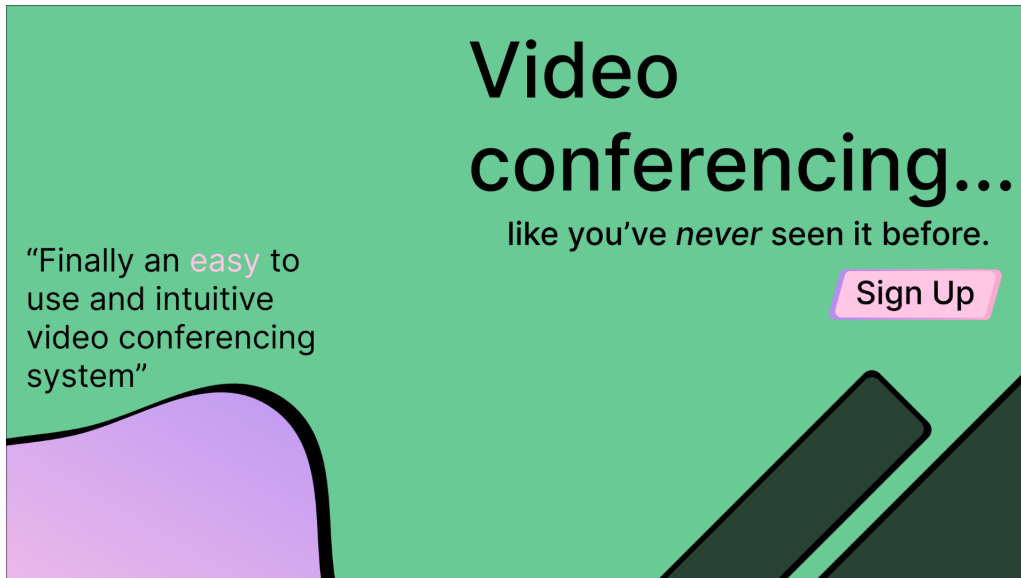 Video
conferencing...
like you’ve never seen it before.
Sign Up
“Finally an easy to
use and intuitive
video conferencing
system”